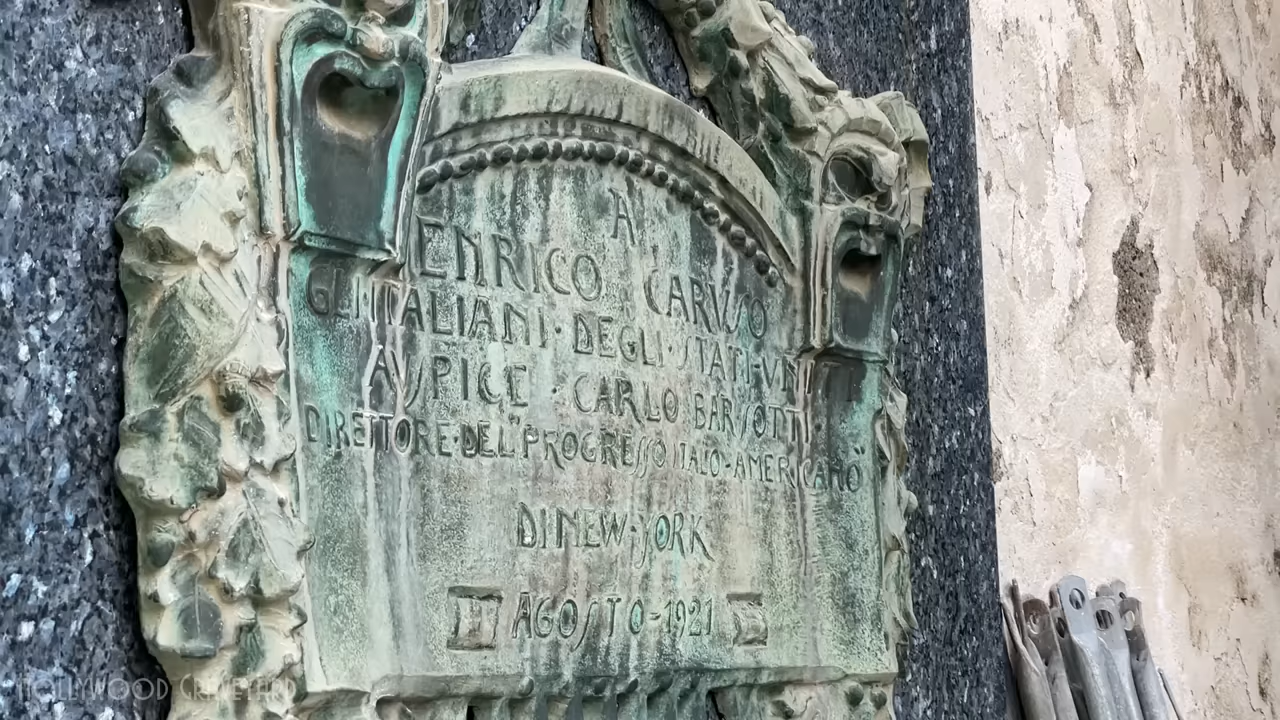 A
ENRICO CARUSO
GLI·ITALIANI·DEGLI·STATI·UNITI
AUSPICE·CARLO BARSOTTI·
DIRETTORE·DEL "PROGRESSO ITALO-AMERICANO"
DI NEW-YORK
AGOSTO-1921
HOLLYWOOD GRAVEYARD